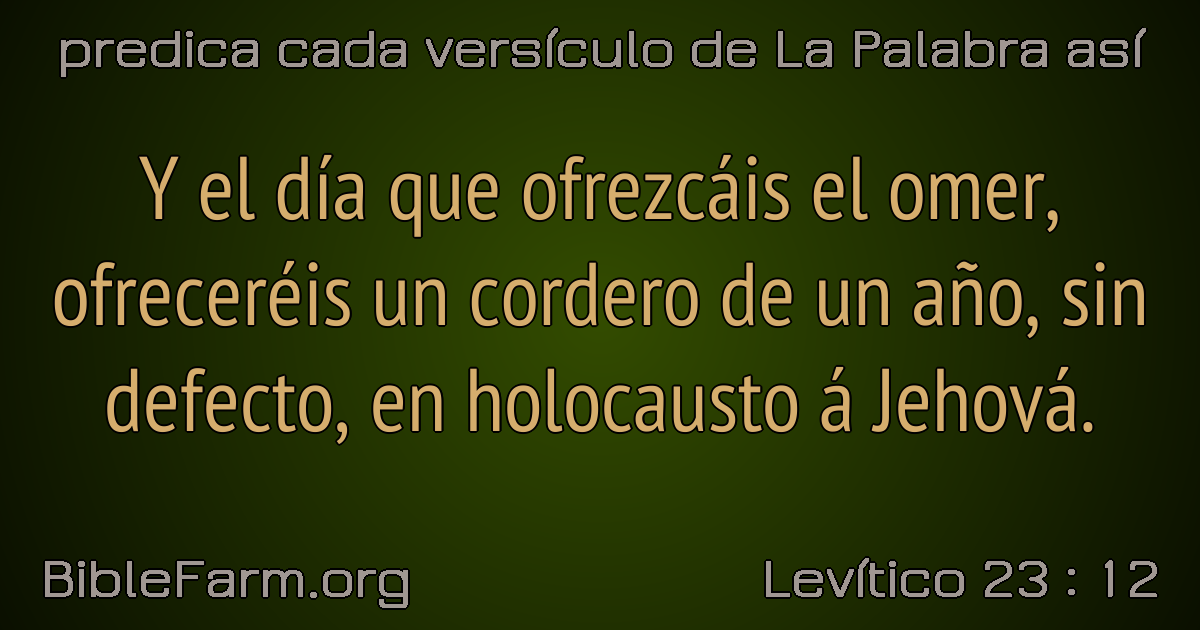 predica cada versículo de La Palabra así
Y el día que ofrezcáis el omer,
ofreceréis un cordero de un año, sin
defecto, en holocausto á Jehová.
BibleFarm.org
Levítico 23 : 12